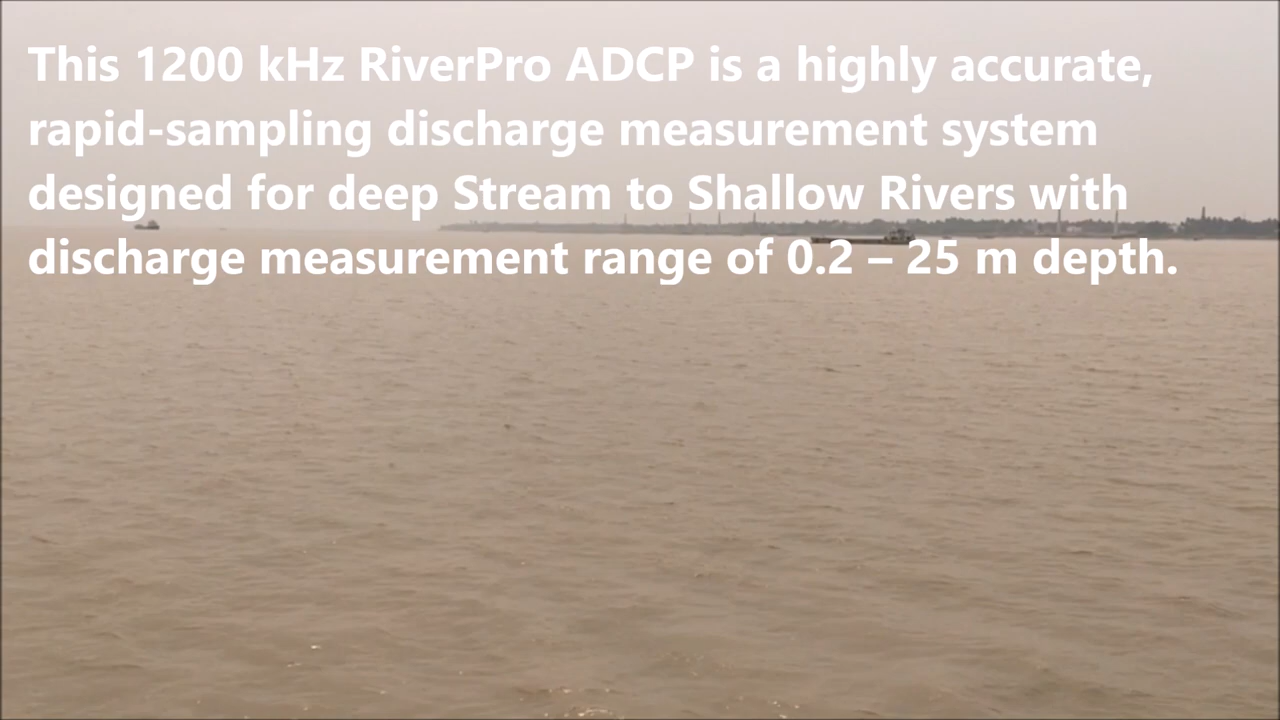 This 1200 kHz RiverPro ADCP is a highly accurate,
rapid-sampling discharge measurement system
designed for deep Stream to Shallow Rivers with
discharge measurement range of 0.2 – 25 m depth.